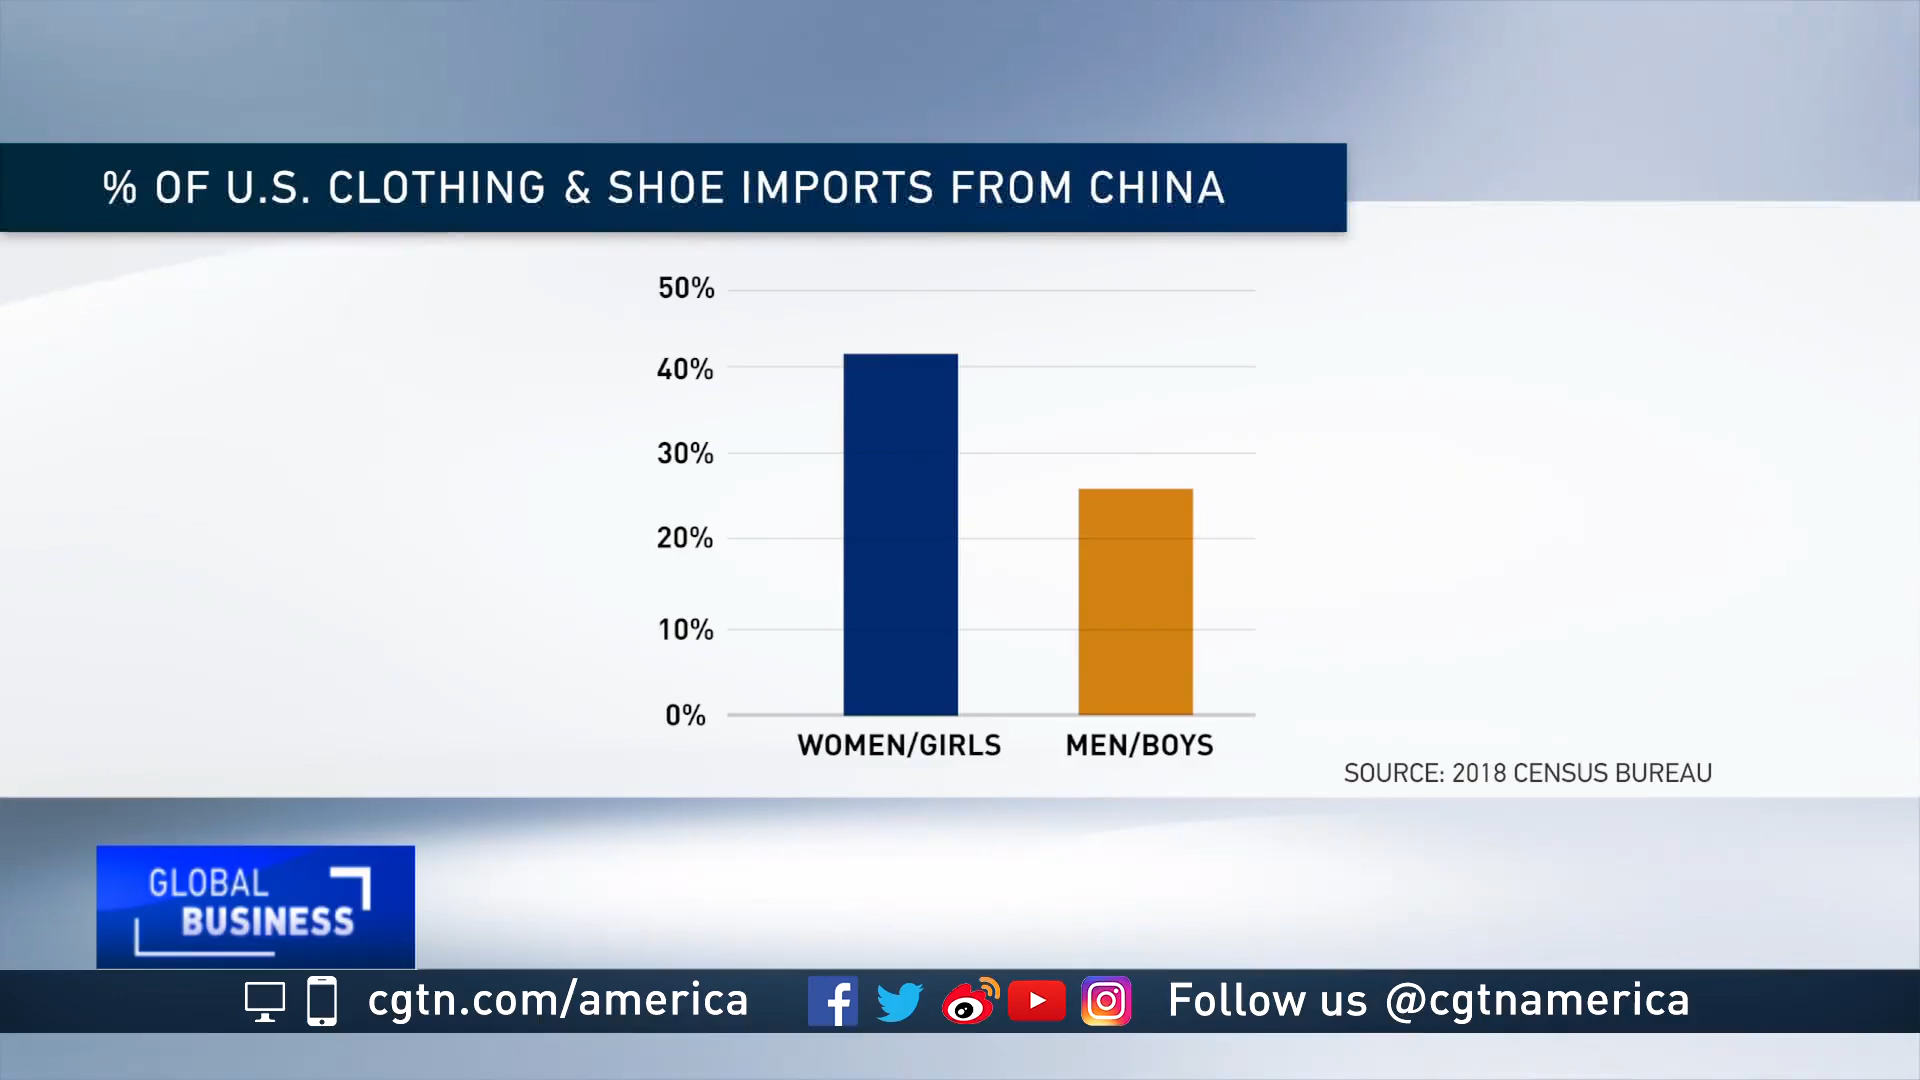 % OF U.S. CLOTHING & SHOE IMPORTS FROM CHINA
50%
40%
30%
20%
10%
0%
WOMEN/GIRLS MEN/BOYS
SOURCE: 2018 CENSUS BUREAU
GLOBAL
BUSINESS
cgtn.com/america Follow us @cgtnamerica